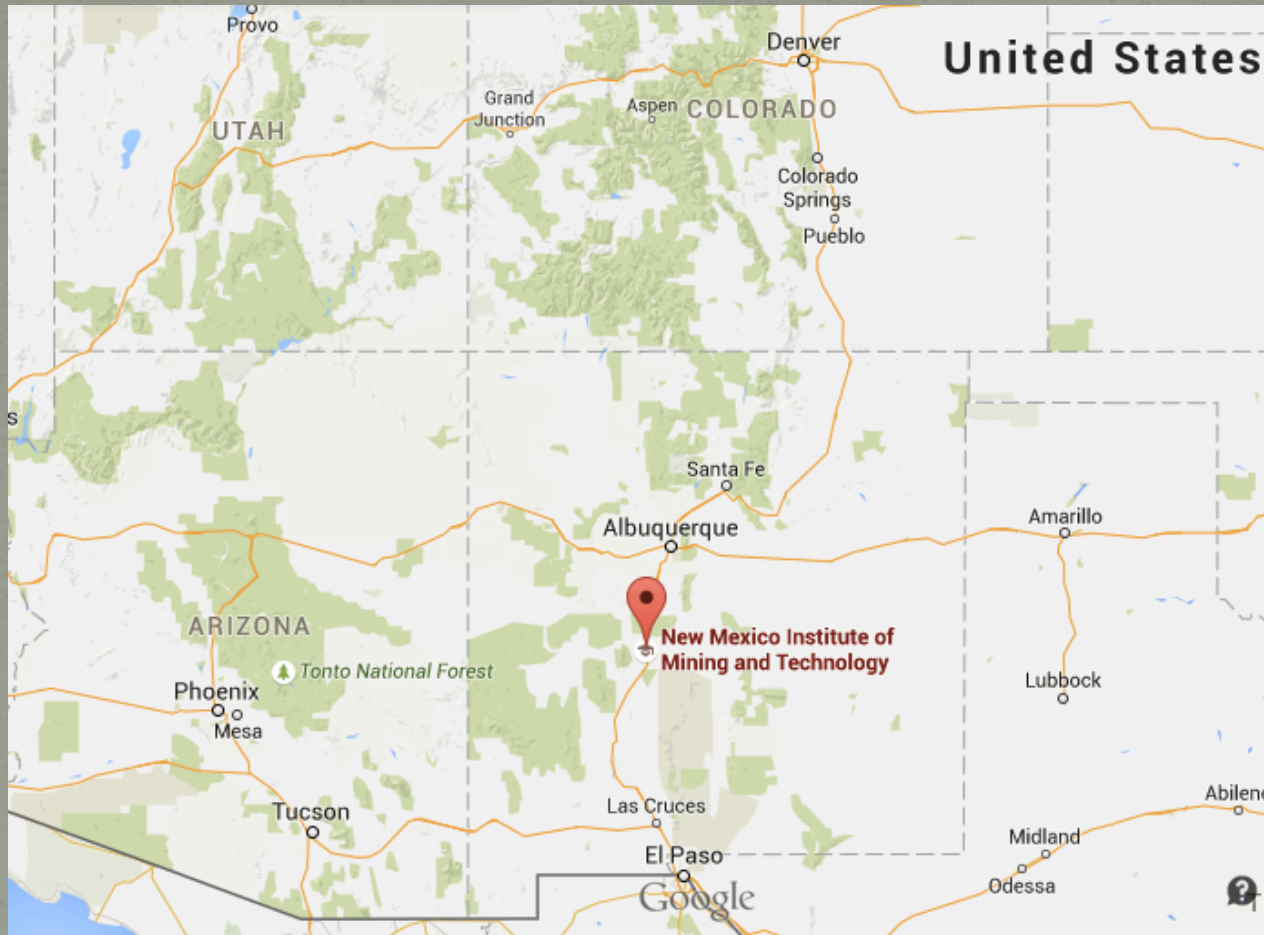 Provo
Denver
United States
Grand
Junction
Aspen
COLORADO
UTAH
Colorado
Springs
Pueblo
s
Santa Fe
Albuquerque
Amarillo
ARIZONA
New Mexico Institute of
Mining and Technology
Tonto National Forest
Phoenix
Mesa
Lubbock
Tucson
Las Cruces
Abilene
Midland
El Paso
Odessa
Google
?